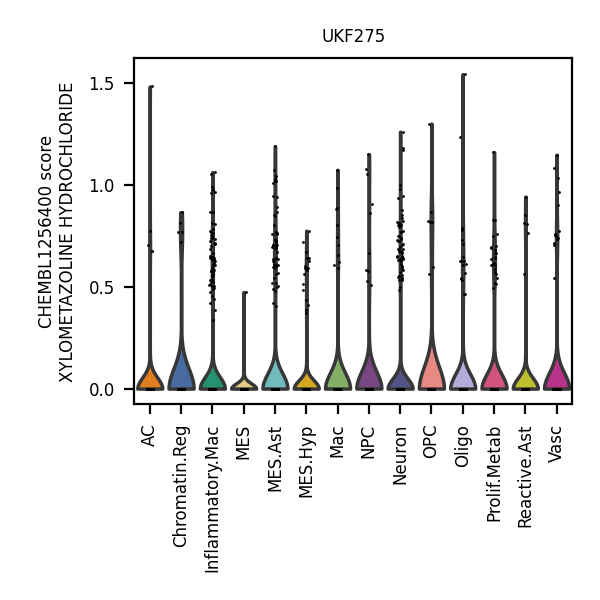 UKF275
CHEMBL1256400 score
XYLOMETAZOLINE HYDROCHLORIDE
1.5
1.0
0.5
0.0
AC
Chromatin.Reg
Inflammatory.Mac
MES
MES.Ast
MES.Hyp
Mac
NPC
Neuron
OPC
Oligo
Prolif.Metab
Reactive.Ast
Vasc